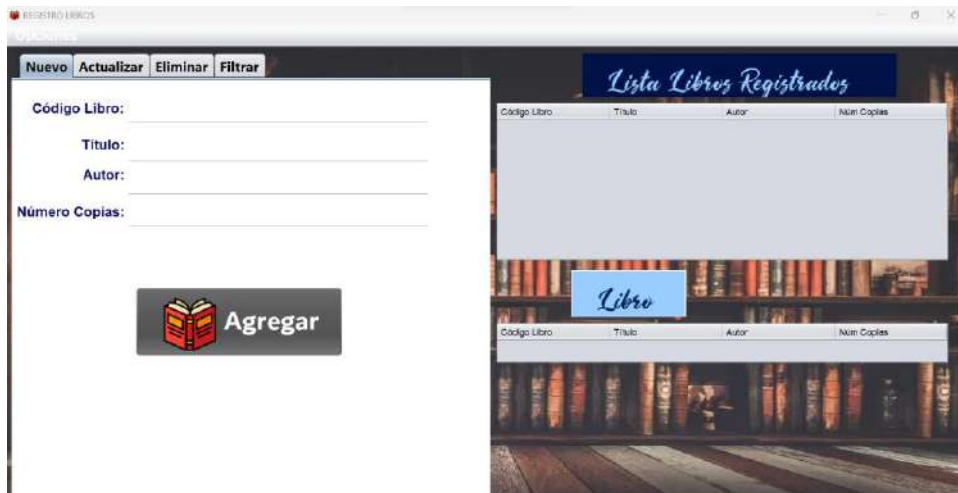 REGISTRO LIBROS
Opciones
Nuevo Actualizar Eliminar Filtrar
Código Libro:
Título:
Autor:
Número Copias:
Agregar
Lista Libros Registrados
Código Libro Título Autor Núm Copias
Libro
Código Libro Título Autor Núm Copias